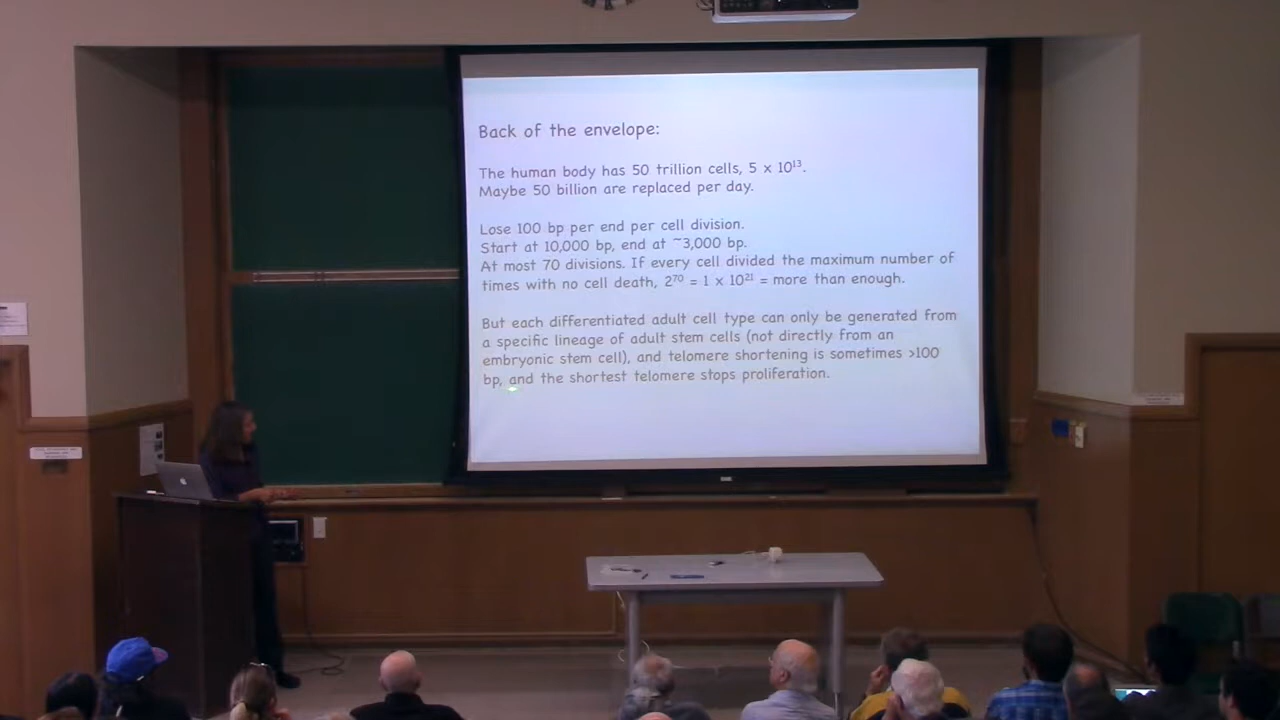 Back of the envelope:
The human body has 50 trillion cells, 5 x 10¹³.
Maybe 50 billion are replaced per day.
Lose 100 bp per end per cell division.
Start at 10,000 bp, end at ~3,000 bp.
At most 70 divisions. If every cell divided the maximum number of
times with no cell death, 2⁷⁰ = 1 x 10²¹ = more than enough.
But each differentiated adult cell type can only be generated from
a specific lineage of adult stem cells (not directly from an
embryonic stem cell), and telomere shortening is sometimes >100
bp, and the shortest telomere stops proliferation.